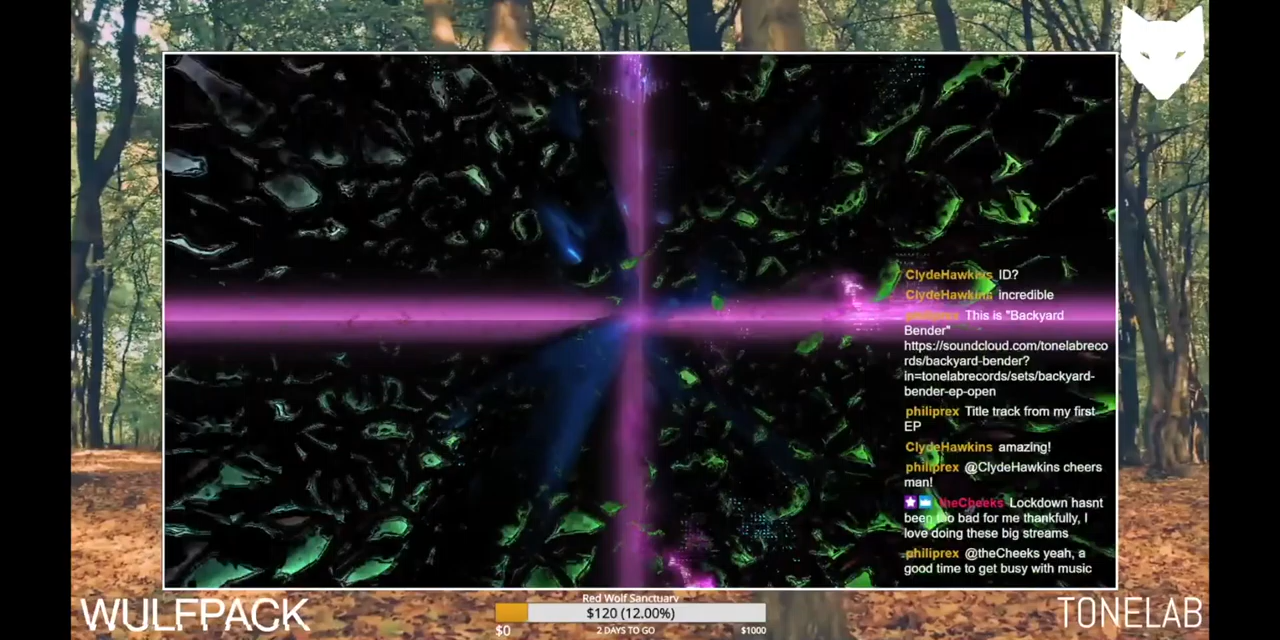 ClydeHawkins ID?
ClydeHawkins incredible
philiprex This is "Backyard
Bender"
https://soundcloud.com/tonelabreco
rds/backyard-bender?
in=tonelabrecords/sets/backyard-
bender-ep-open
philiprex Title track from my first
EP
ClydeHawkins amazing!
philiprex @ClydeHawkins cheers
man!
theCheeks Lockdown hasnt
been too bad for me thankfully, I
love doing these big streams
philiprex @theCheeks yeah, a
good time to get busy with music
WULFPACK
Red Wolf Sanctuary
$120 (12.00%)
$0
2 DAYS TO GO
$1000
TONELAB